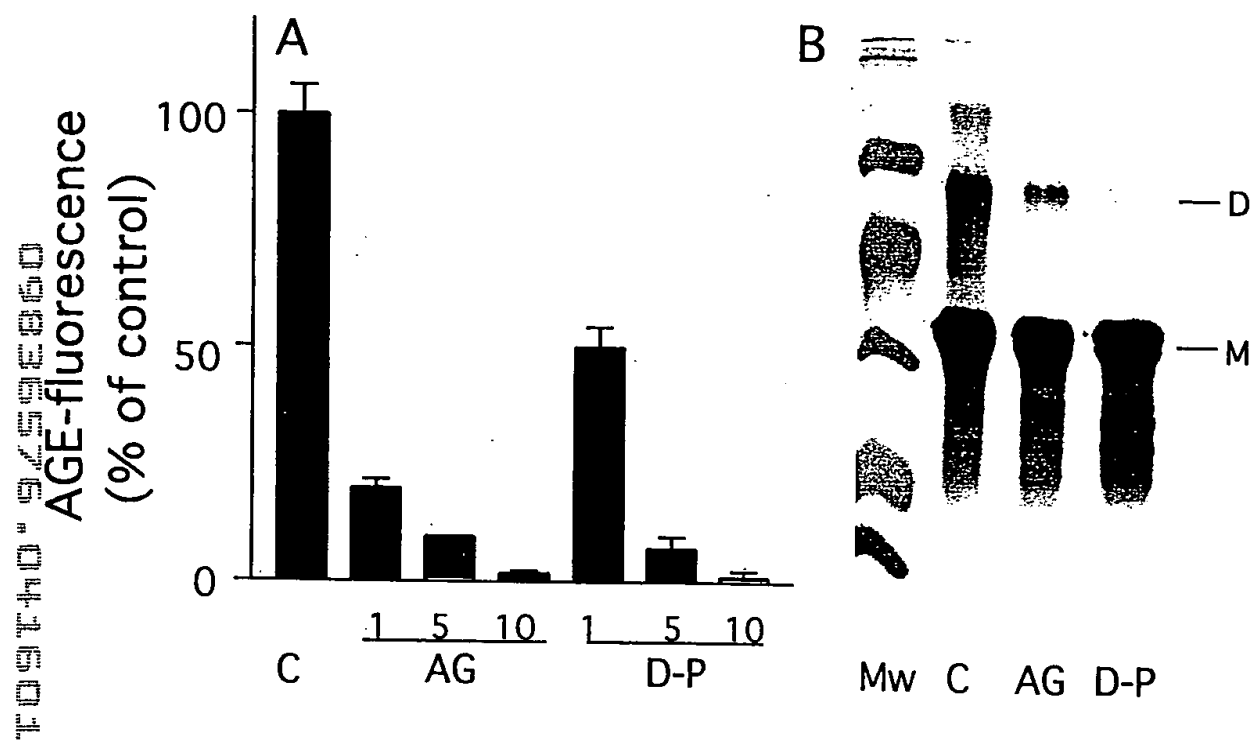 A
100
50
0
AGE-fluorescence
(% of control)
1 5 10
1 5 10
C
AG
D-P
B
D
M
Mw C AG D-P